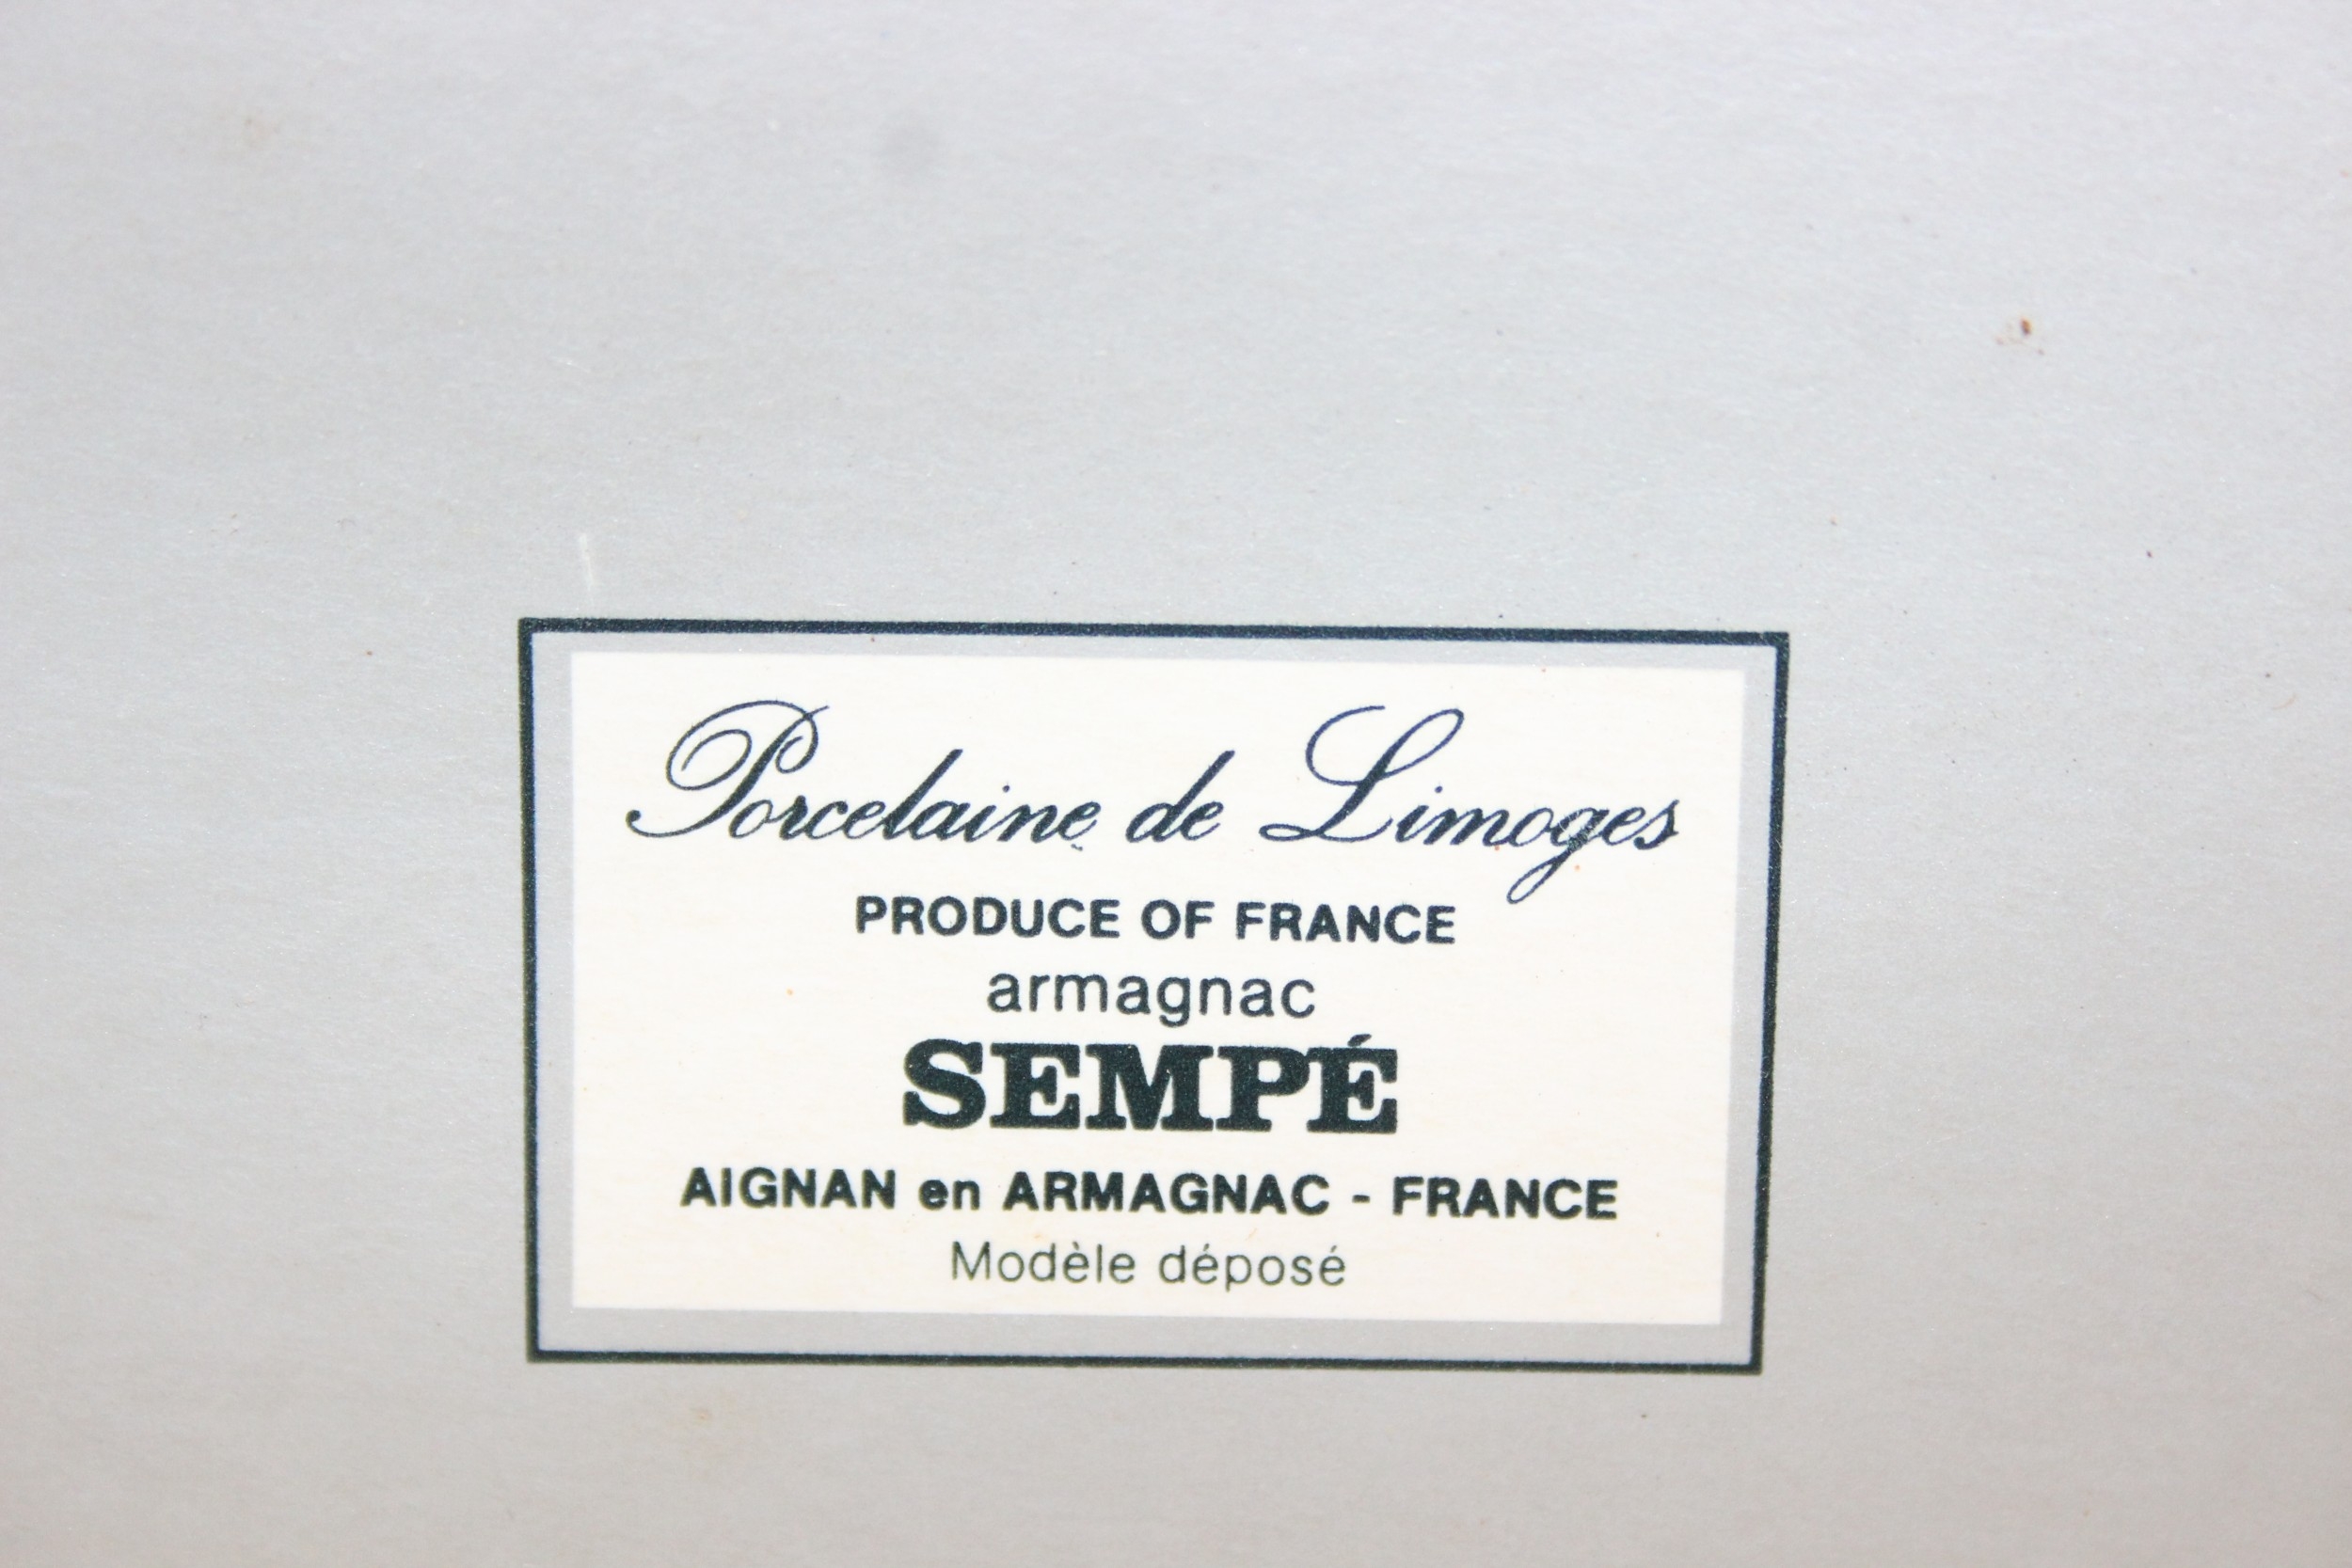 Porcelaine de Limoges
PRODUCE OF FRANCE
armagnac
SEMPÉ
AIGNAN en ARMAGNAC - FRANCE
Modèle déposé